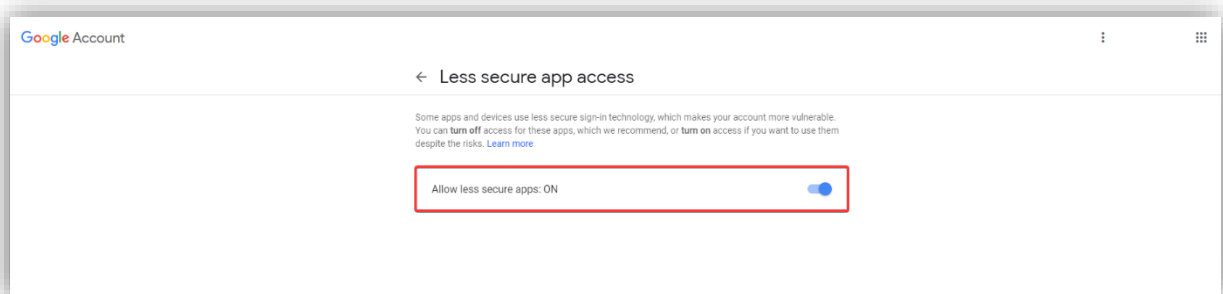 Google Account
← Less secure app access
Some apps and devices use less secure sign-in technology, which makes your account more vulnerable.
You can turn off access for these apps, which we recommend, or turn on access if you want to use them
despite the risks. Learn more
Allow less secure apps: ON